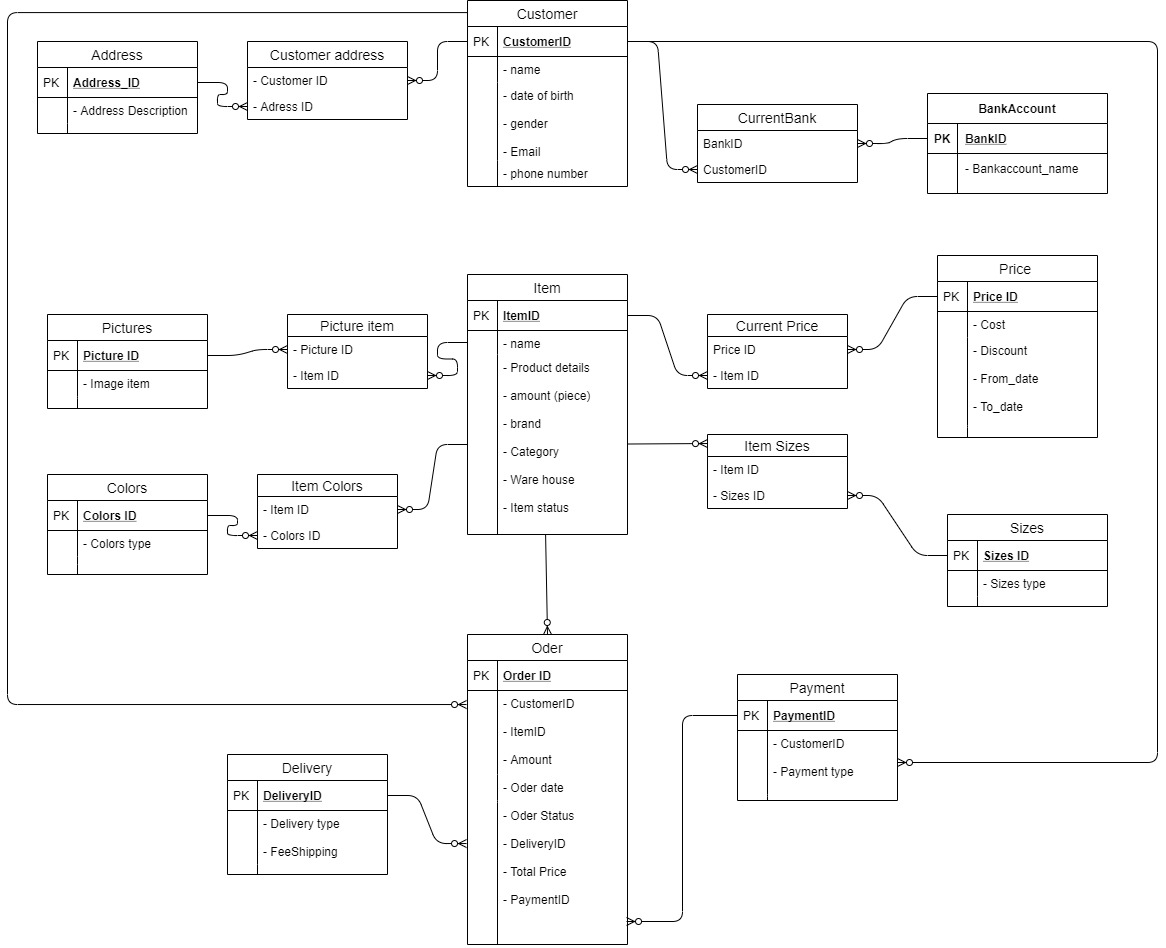 Customer
PK CustomerID
- name
- date of birth
- gender
- Email
- phone number
Address
PK Address_ID
- Address Description
Customer address
- Customer ID
- Adress ID
CurrentBank
BankID
CustomerID
BankAccount
PK BankID
- Bankaccount_name
Item
PK ItemID
- name
- Product details
- amount (piece)
- brand
- Category
- Ware house
- Item status
Pictures
PK Picture ID
- Image item
Picture item
- Picture ID
- Item ID
Current Price
Price ID
- Item ID
Price
PK Price ID
- Cost
- Discount
- From_date
- To_date
Colors
PK Colors ID
- Colors type
Item Colors
- Item ID
- Colors ID
Item Sizes
- Item ID
- Sizes ID
Sizes
PK Sizes ID
- Sizes type
Oder
PK Order ID
- CustomerID
- ItemID
- Amount
- Oder date
- Oder Status
- DeliveryID
- Total Price
- PaymentID
Delivery
PK DeliveryID
- Delivery type
- FeeShipping
Payment
PK PaymentID
- CustomerID
- Payment type